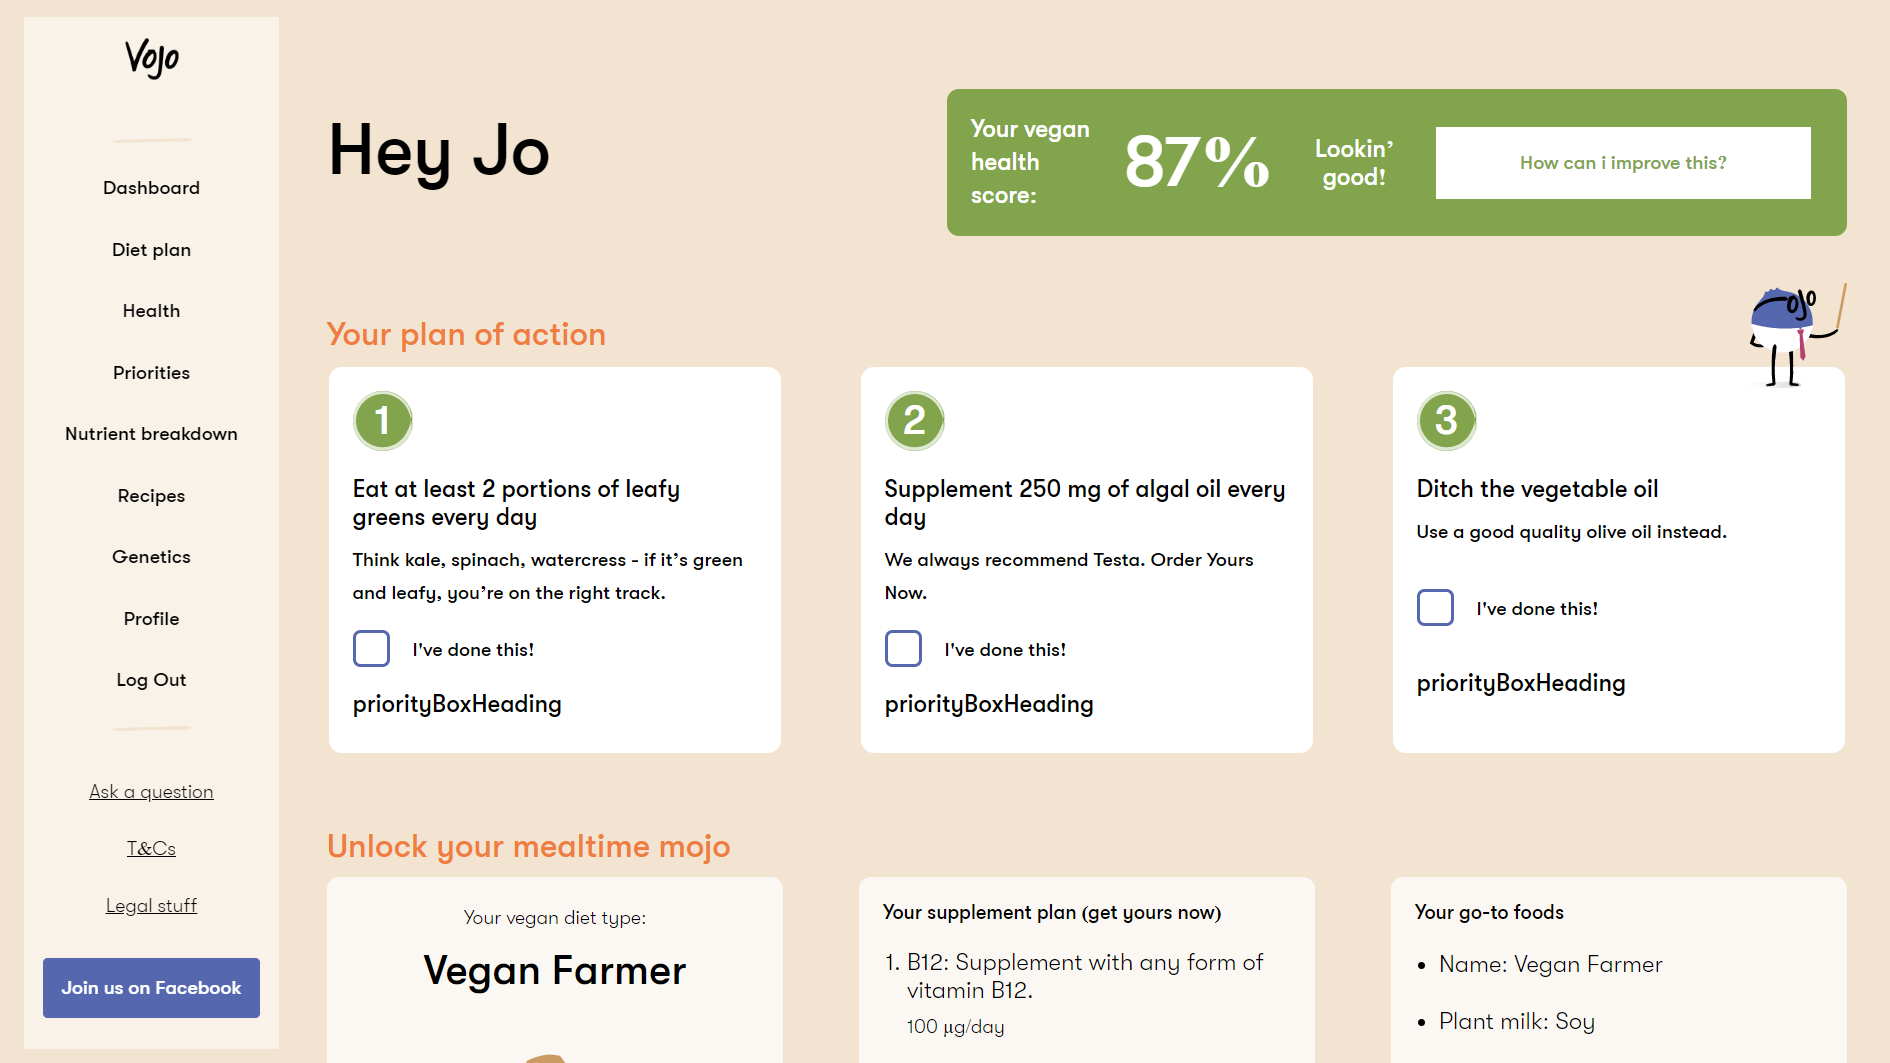 Vojo
Dashboard
Diet plan
Health
Priorities
Nutrient breakdown
Recipes
Genetics
Profile
Log Out
Ask a question
T&Cs
Legal stuff
Join us on Facebook
Hey Jo
Your vegan
health
score:
87%
Lookin’
good!
How can i improve this?
Your plan of action
1
Eat at least 2 portions of leafy
greens every day
Think kale, spinach, watercress - if it’s green
and leafy, you’re on the right track.
I've done this!
priorityBoxHeading
2
Supplement 250 mg of algal oil every
day
We always recommend Testa. Order Yours
Now.
I've done this!
priorityBoxHeading
ojo
3
Ditch the vegetable oil
Use a good quality olive oil instead.
I've done this!
priorityBoxHeading
Unlock your mealtime mojo
Your vegan diet type:
Vegan Farmer
Your supplement plan (get yours now)
1. B12: Supplement with any form of
vitamin B12.
100 μg/day
Your go-to foods
• Name: Vegan Farmer
• Plant milk: Soy